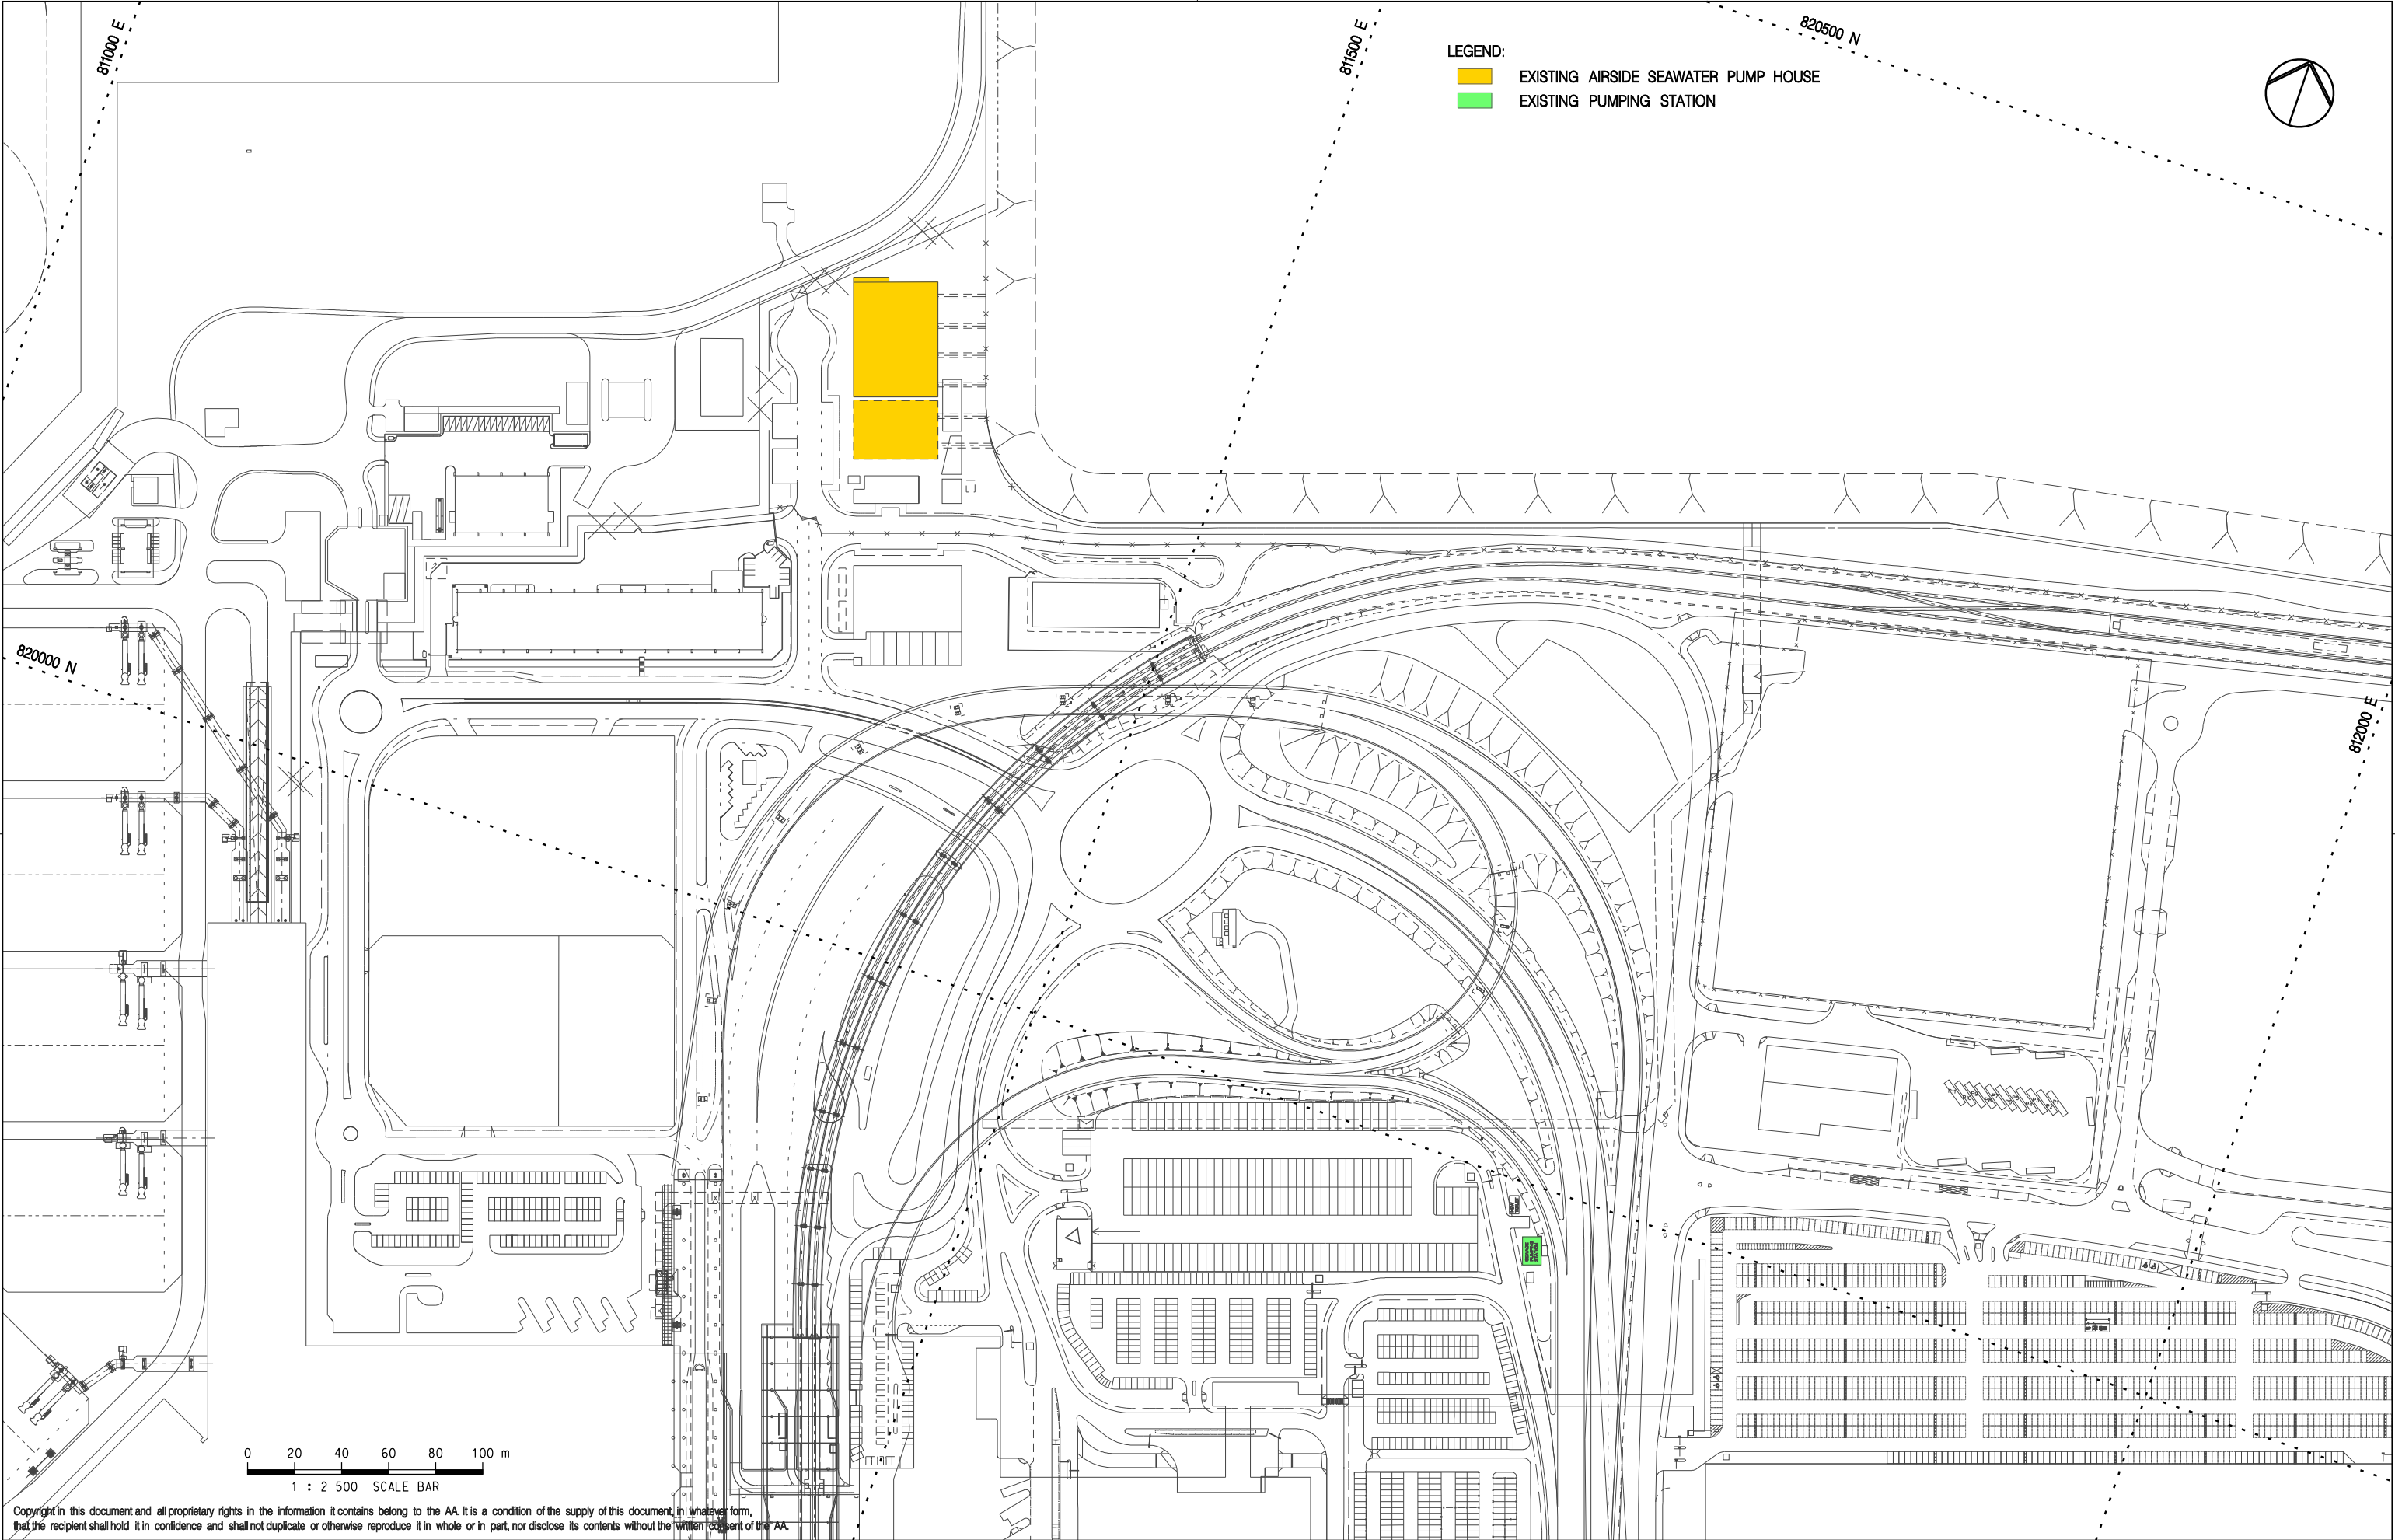 811000 E
811500 E
820500 N
LEGEND:
EXISTING AIRSIDE SEAWATER PUMP HOUSE
EXISTING PUMPING STATION
820000 N
812000 E
0 20 40 60 80 100 m
1 : 2 500 SCALE BAR
Copyright in this document and all proprietary rights in the information it contains belong to the AA. It is a condition of the supply of this document, in whatever form,
that the recipient shall hold it in confidence and shall not duplicate or otherwise reproduce it in whole or in part, nor disclose its contents without the written consent of the AA.